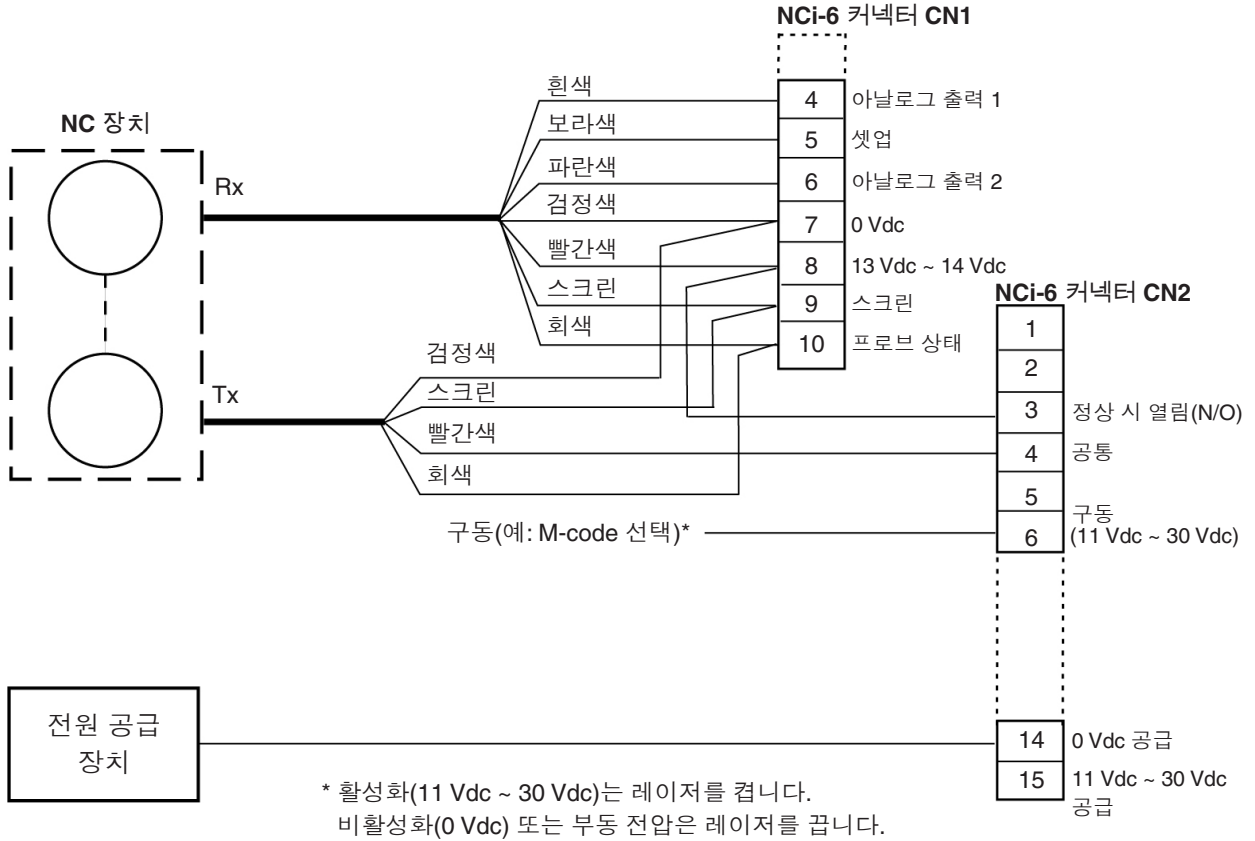 NCi-6 커넥터 CN1
NC 장치
Rx
Tx
흰색
보라색
파란색
검정색
빨간색
스크린
회색
4 아날로그 출력 1
5 셋업
6 아날로그 출력 2
7 0 Vdc
8 13 Vdc ~ 14 Vdc
9 스크린
10 프로브 상태
검정색
스크린
빨간색
회색
NCi-6 커넥터 CN2
1
2
3 정상 시 열림(N/O)
4 공통
5
6
구동
(11 Vdc ~ 30 Vdc)
구동(예: M-code 선택)*
전원 공급
장치
14 0 Vdc 공급
15 11 Vdc ~ 30 Vdc
공급
* 활성화(11 Vdc ~ 30 Vdc)는 레이저를 켭니다.
비활성화(0 Vdc) 또는 부동 전압은 레이저를 끕니다.